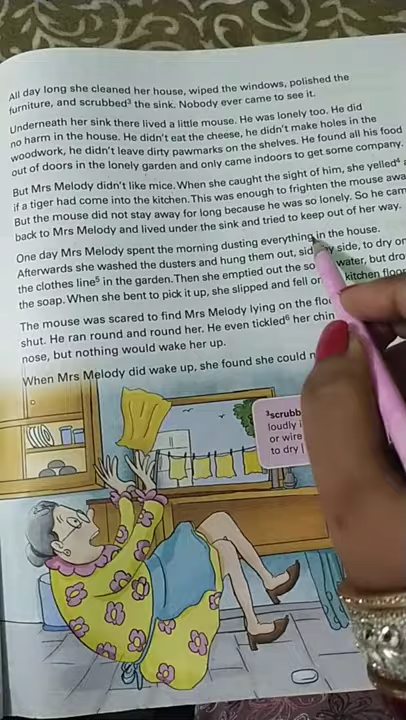 All day long she cleaned her house, wiped the windows, polished the
furniture, and scrubbed³ the sink. Nobody ever came to see it.
Underneath her sink there lived a little mouse. He was lonely too. He did
no harm in the house. He didn't eat the cheese, he didn't make holes in the
woodwork, he didn't leave dirty pawmarks on the shelves. He found all his food
out of doors in the lonely garden and only came indoors to get some company.
But Mrs Melody didn't like mice. When she caught the sight of him, she yelled⁴ a
if a tiger had come into the kitchen. This was enough to frighten the mouse awa
But the mouse did not stay away for long because he was so lonely. So he cam
back to Mrs Melody and lived under the sink and tried to keep out of her way.
One day Mrs Melody spent the morning dusting everything in the house.
Afterwards she washed the dusters and hung them out, side by side, to dry on
the clothes line⁵ in the garden. Then she emptied out the so water, but dro
the soap. When she bent to pick it up, she slipped and fell on kitchen floor
The mouse was scared to find Mrs Melody lying on the flo
shut. He ran round and round her. He even tickled⁶ her chin
nose, but nothing would wake her up.
When Mrs Melody did wake up, she found she could n
³scrubb
loudly i
or wire
to dry